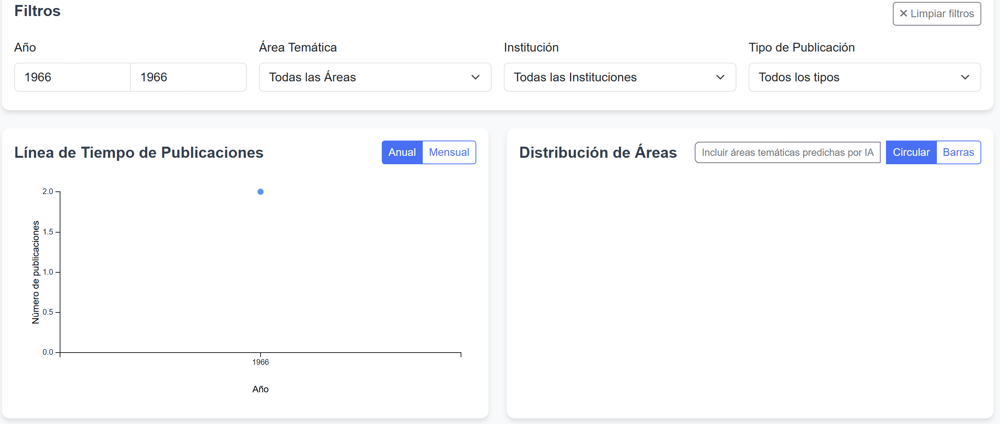 Filtros
Limpiar filtros
Año
Área Temática
Institución
Tipo de Publicación
1966
1966
Todas las Áreas
Todas las Instituciones
Todos los tipos
Línea de Tiempo de Publicaciones
Anual
Mensual
2.0
1.5
1.0
0.5
0.0
Número de publicaciones
1966
Año
Distribución de Áreas
Incluir áreas temáticas predichas por IA
Circular
Barras